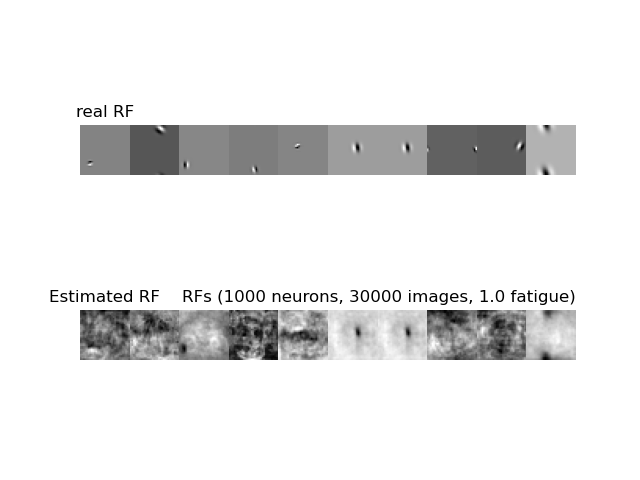 real RF
Estimated RF
RFs (1000 neurons, 30000 images, 1.0 fatigue)